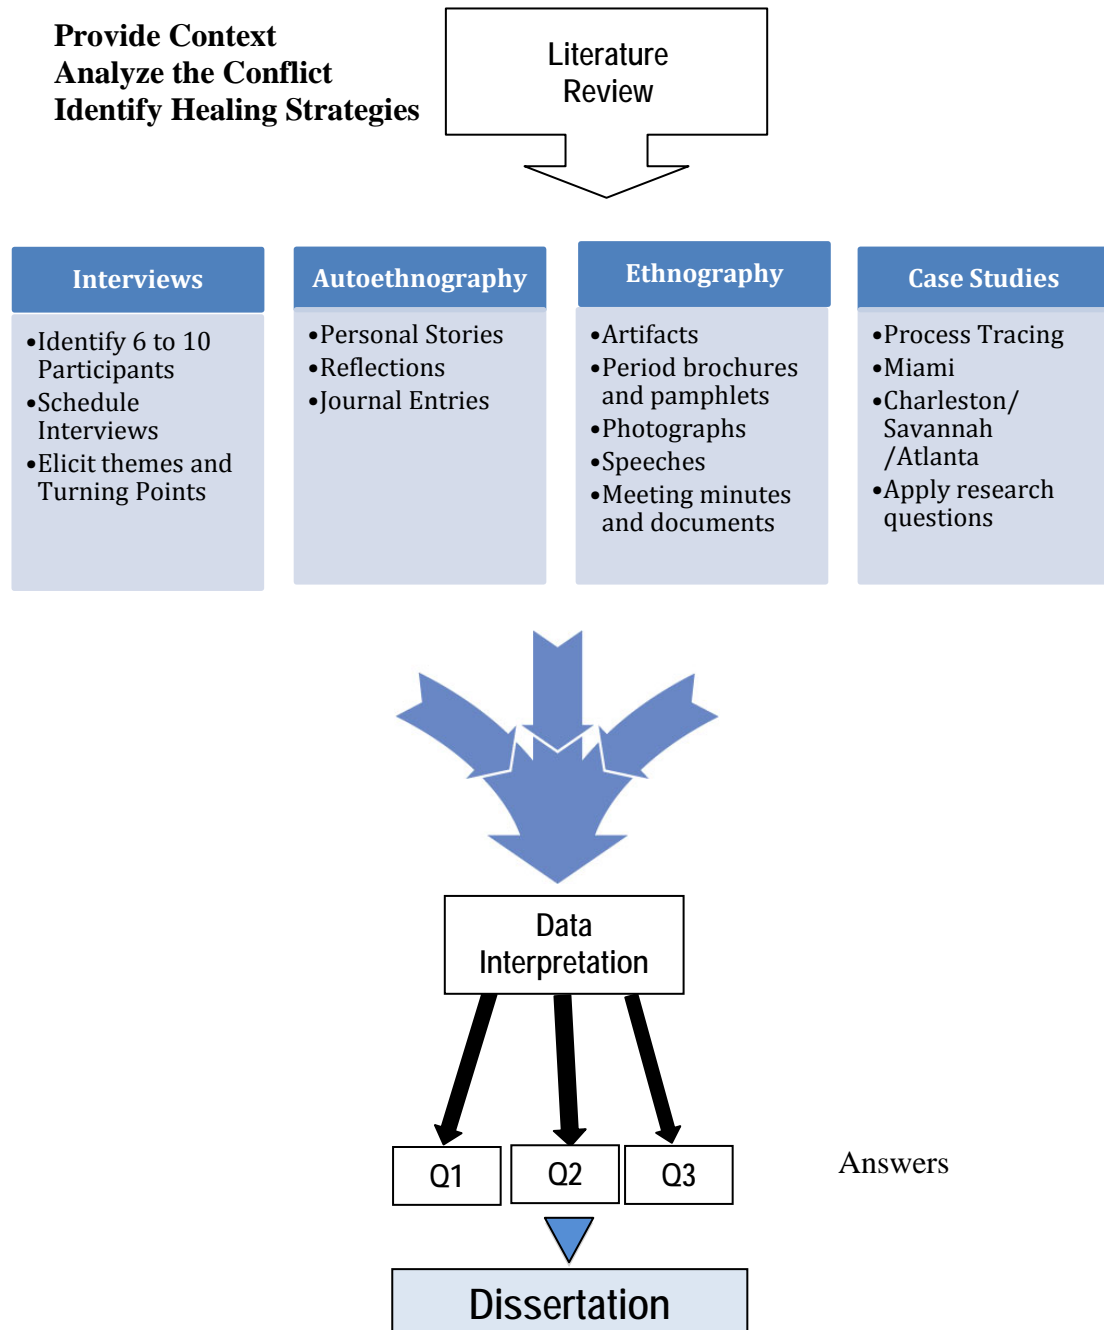 Provide Context
Analyze the Conflict
Identify Healing Strategies
Literature
Review
Interviews
•Identify 6 to 10
Participants
•Schedule
Interviews
•Elicit themes and
Turning Points
Autoethnography
•Personal Stories
•Reflections
•Journal Entries
Ethnography
•Artifacts
•Period brochures
and pamphlets
•Photographs
•Speeches
•Meeting minutes
and documents
Case Studies
•Process Tracing
•Miami
•Charleston/
Savannah
/Atlanta
•Apply research
questions
Data
Interpretation
Q1
Q2
Q3
Answers
Dissertation